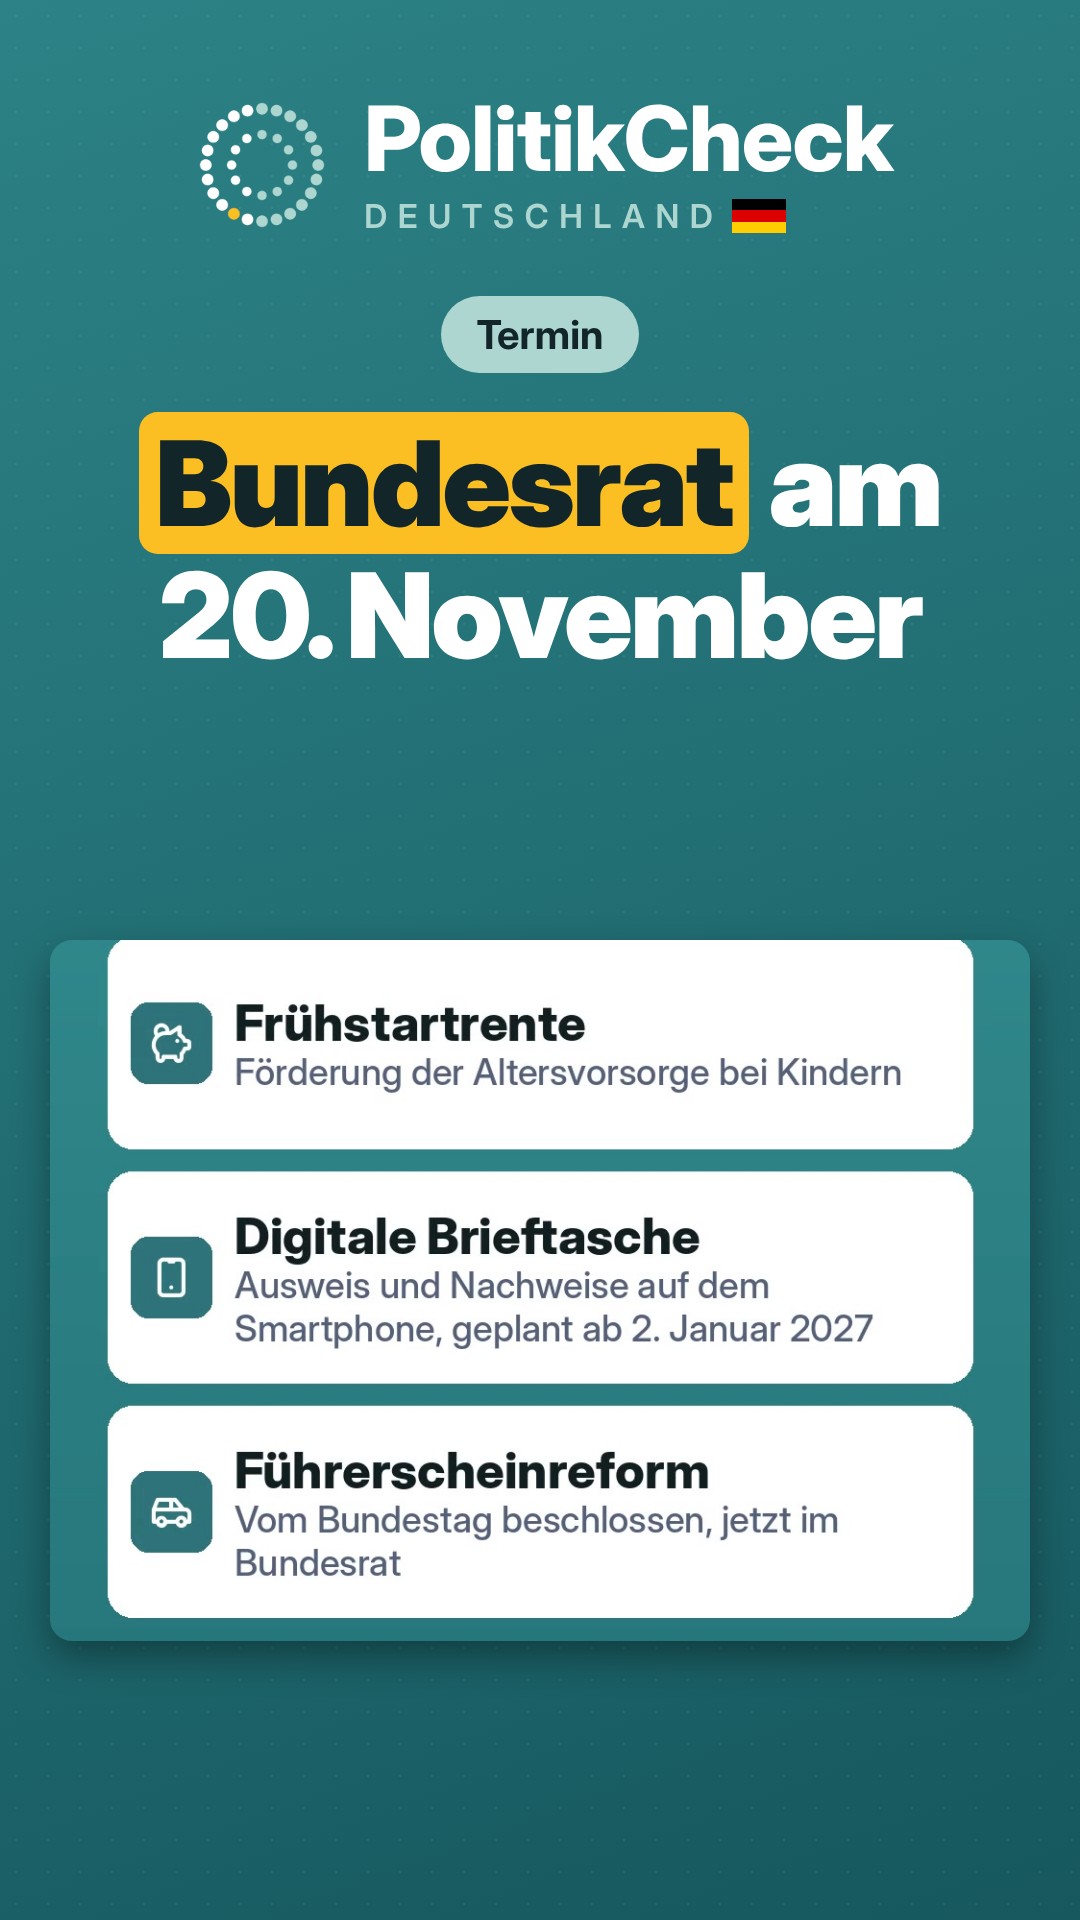 PolitikCheck
DEUTSCHLAND
Termin
Bundesrat am
20. November
Frühstartrente
Förderung der Altersvorsorge bei Kindern
Digitale Brieftasche
Ausweis und Nachweise auf dem
Smartphone, geplant ab 2. Januar 2027
Führerscheinreform
Vom Bundestag beschlossen, jetzt im
Bundesrat